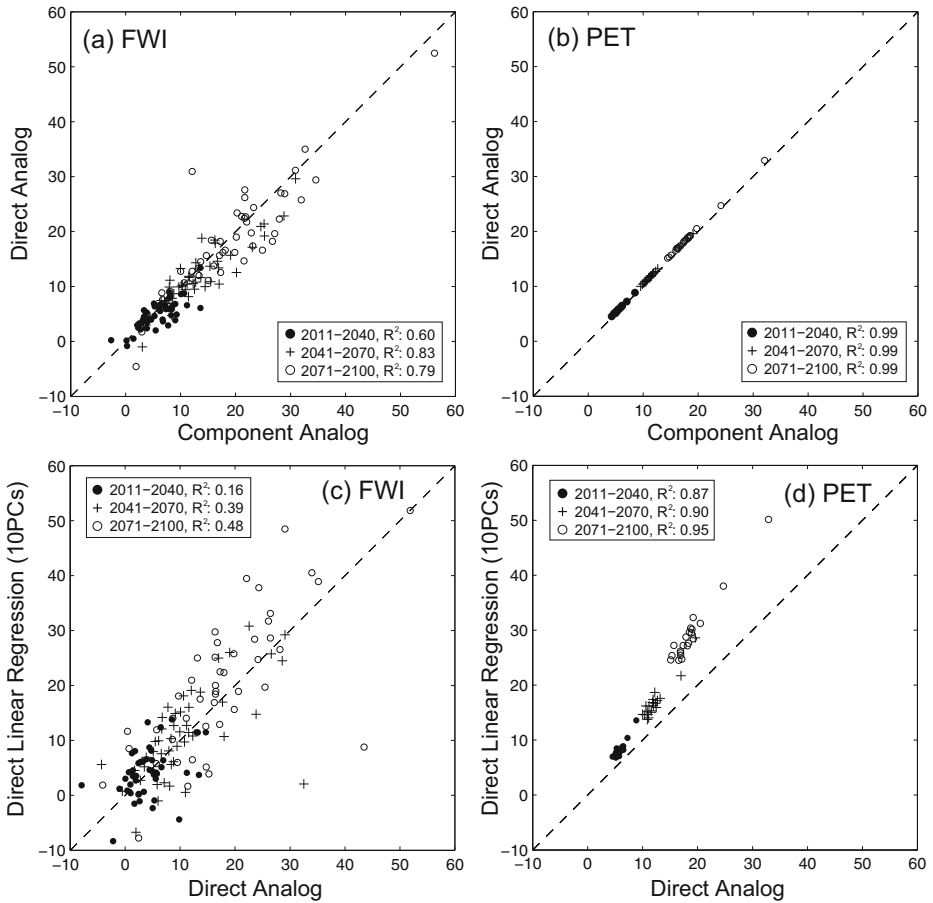 (a) FWI
Direct Analog
60
50
40
30
20
10
0
−10
−10 0 10 20 30 40 50 60
Component Analog
2011−2040, R²: 0.60
2041−2070, R²: 0.83
2071−2100, R²: 0.79
(b) PET
Direct Analog
60
50
40
30
20
10
0
−10
−10 0 10 20 30 40 50 60
Component Analog
2011−2040, R²: 0.99
2041−2070, R²: 0.99
2071−2100, R²: 0.99
(c) FWI
Direct Linear Regression (10PCs)
60
50
40
30
20
10
0
−10
−10 0 10 20 30 40 50 60
Direct Analog
2011−2040, R²: 0.16
2041−2070, R²: 0.39
2071−2100, R²: 0.48
(d) PET
Direct Linear Regression (10PCs)
60
50
40
30
20
10
0
−10
−10 0 10 20 30 40 50 60
Direct Analog
2011−2040, R²: 0.87
2041−2070, R²: 0.90
2071−2100, R²: 0.95